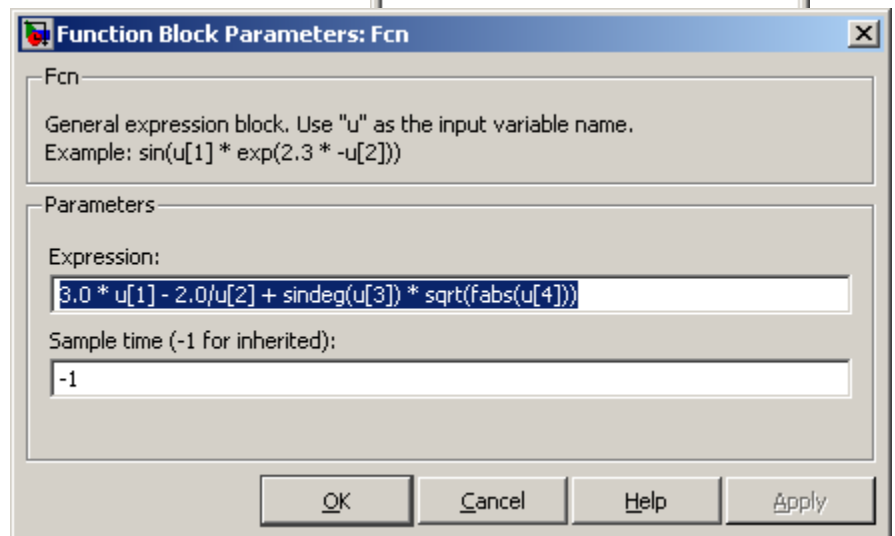 Function Block Parameters: Fcn
Fcn
General expression block. Use "u" as the input variable name.
Example: sin(u[1] * exp(2.3 * -u[2]))
Parameters
Expression:
3.0 * u[1] - 2.0/u[2] + sindeg(u[3]) * sqrt(fabs(u[4]))
Sample time (-1 for inherited):
-1
OK Cancel Help Apply